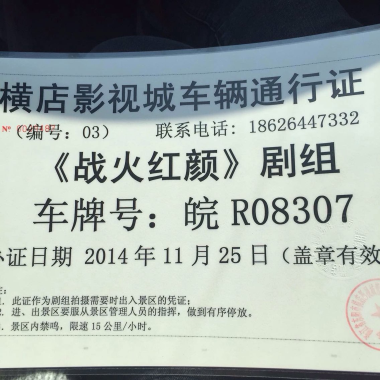 横店影视城车辆通行证
（编号：03） 联系电话：18626447332
《战火红颜》剧组
车牌号：皖 R08307
证日期 2014 年 11 月 25 日（盖章有效
：
1. 此证作为剧组拍摄需要时出入景区的凭证；
2. 进、出景区要服从景区管理人员的指挥，做到有序停放。
3. 景区内禁鸣，限速 15 公里/小时。